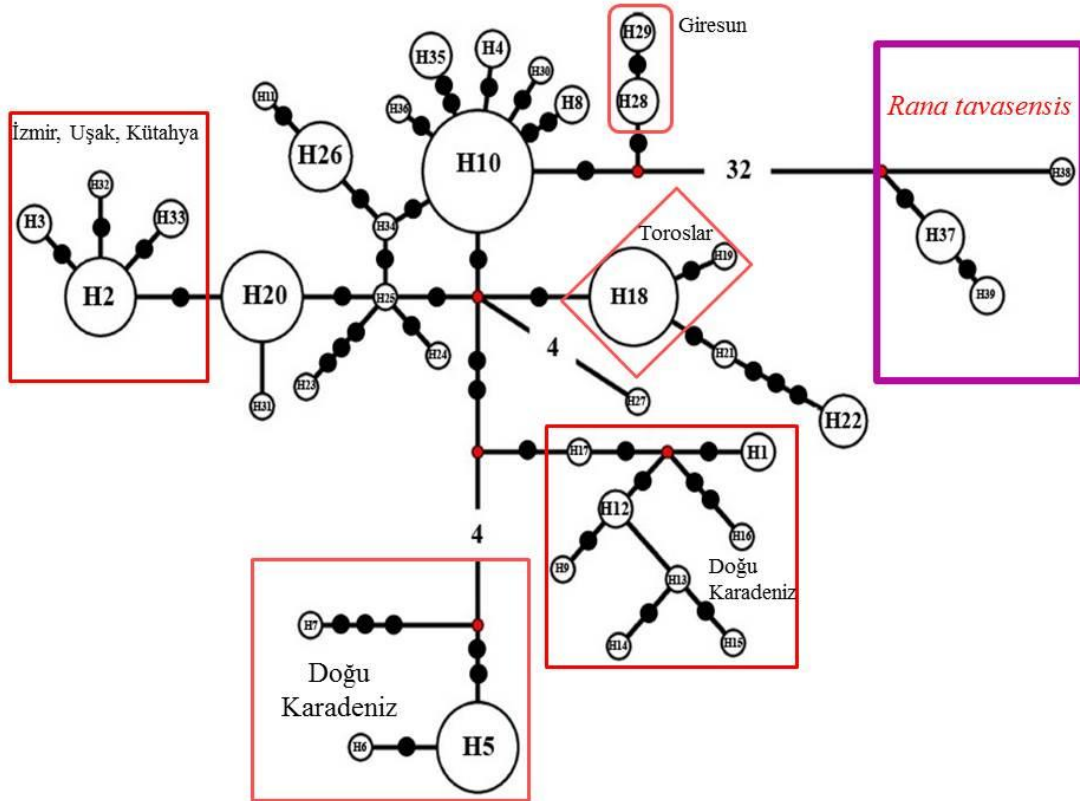 Giresun
H29
H28
H35
H4
H30
H8
H36
H10
H11
H26
H34
32
Rana tavasensis
H38
H37
H39
İzmir, Uşak, Kütahya
H32
H3
H33
H2
H20
H31
H25
H24
H23
Toroslar
H19
H18
H21
H22
4
H27
H17
H1
H12
H16
H9
H13
H14
H15
Doğu
Karadeniz
4
H7
Doğu
Karadeniz
H6
H5